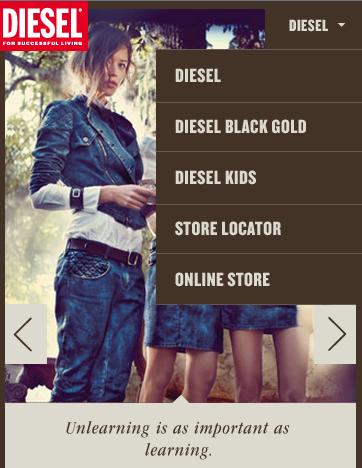 DIESEL
FOR SUCCESSFUL LIVING
DIESEL
DIESEL
DIESEL BLACK GOLD
DIESEL KIDS
STORE LOCATOR
ONLINE STORE
Unlearning is as important as
learning.